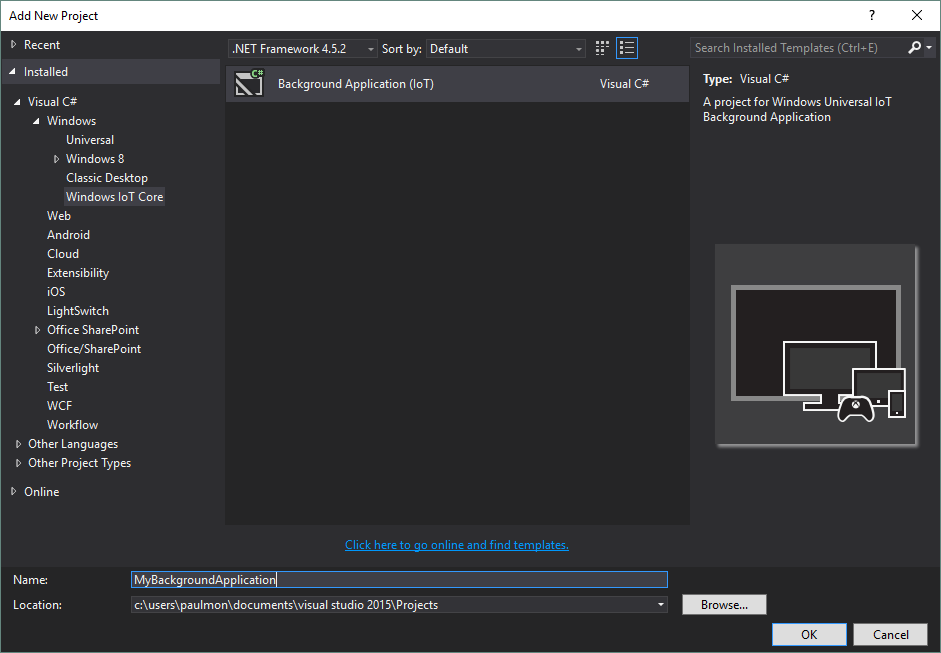 Add New Project
?
Recent
Installed
Visual C#
Windows
Universal
Windows 8
Classic Desktop
Windows IoT Core
Web
Android
Cloud
Extensibility
iOS
LightSwitch
Office SharePoint
Office/SharePoint
Silverlight
Test
WCF
Workflow
Other Languages
Other Project Types
Online
.NET Framework 4.5.2 Sort by: Default
C# Background Application (IoT) Visual C#
Click here to go online and find templates.
Search Installed Templates (Ctrl+E)
Type: Visual C#
A project for Windows Universal IoT
Background Application
Name: MyBackgroundApplication
Location: c:\users\paulmon\documents\visual studio 2015\Projects Browse...
OK Cancel